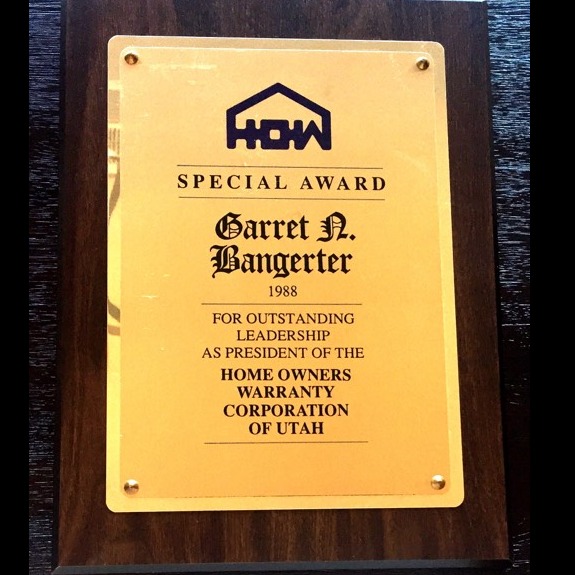 HOW
SPECIAL AWARD
Garret N.
Bangerter
1988
FOR OUTSTANDING
LEADERSHIP
AS PRESIDENT OF THE
HOME OWNERS
WARRANTY
CORPORATION
OF UTAH